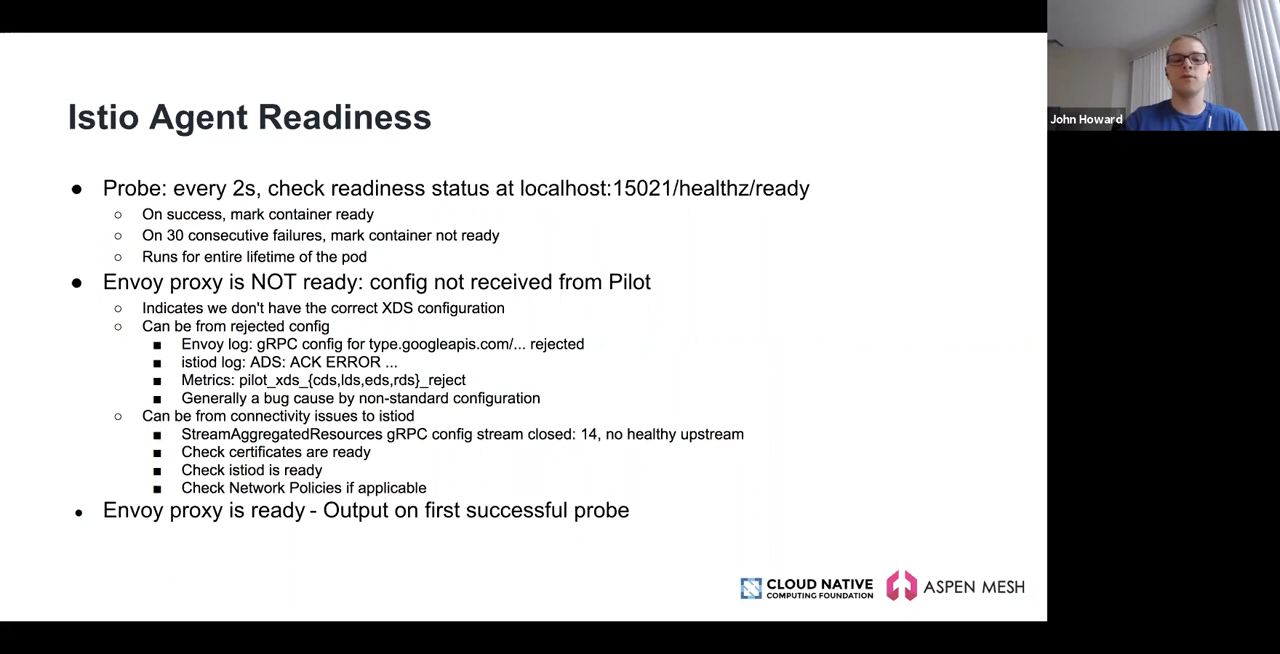 Istio Agent Readiness
● Probe: every 2s, check readiness status at localhost:15021/healthz/ready
○ On success, mark container ready
○ On 30 consecutive failures, mark container not ready
○ Runs for entire lifetime of the pod
● Envoy proxy is NOT ready: config not received from Pilot
○ Indicates we don't have the correct XDS configuration
○ Can be from rejected config
■ Envoy log: gRPC config for type.googleapis.com/... rejected
■ istiod log: ADS: ACK ERROR ...
■ Metrics: pilot_xds_{cds,lds,eds,rds}_reject
■ Generally a bug cause by non-standard configuration
○ Can be from connectivity issues to istiod
■ StreamAggregatedResources gRPC config stream closed: 14, no healthy upstream
■ Check certificates are ready
■ Check istiod is ready
■ Check Network Policies if applicable
● Envoy proxy is ready - Output on first successful probe
CLOUD NATIVE
COMPUTING FOUNDATION
ASPEN MESH
John Howard